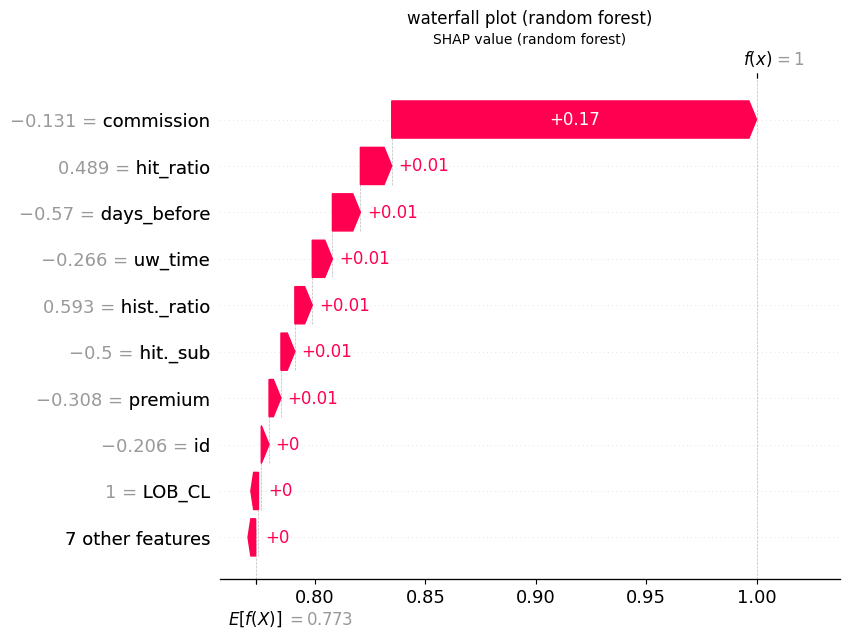 waterfall plot (random forest)
SHAP value (random forest)
f(x) = 1
−0.131 = commission
+0.17
0.489 = hit_ratio
+0.01
−0.57 = days_before
+0.01
−0.266 = uw_time
+0.01
0.593 = hist._ratio
+0.01
−0.5 = hit._sub
+0.01
−0.308 = premium
+0.01
−0.206 = id
+0
1 = LOB_CL
+0
7 other features
+0
0.80 0.85 0.90 0.95 1.00
E[f(X)] = 0.773